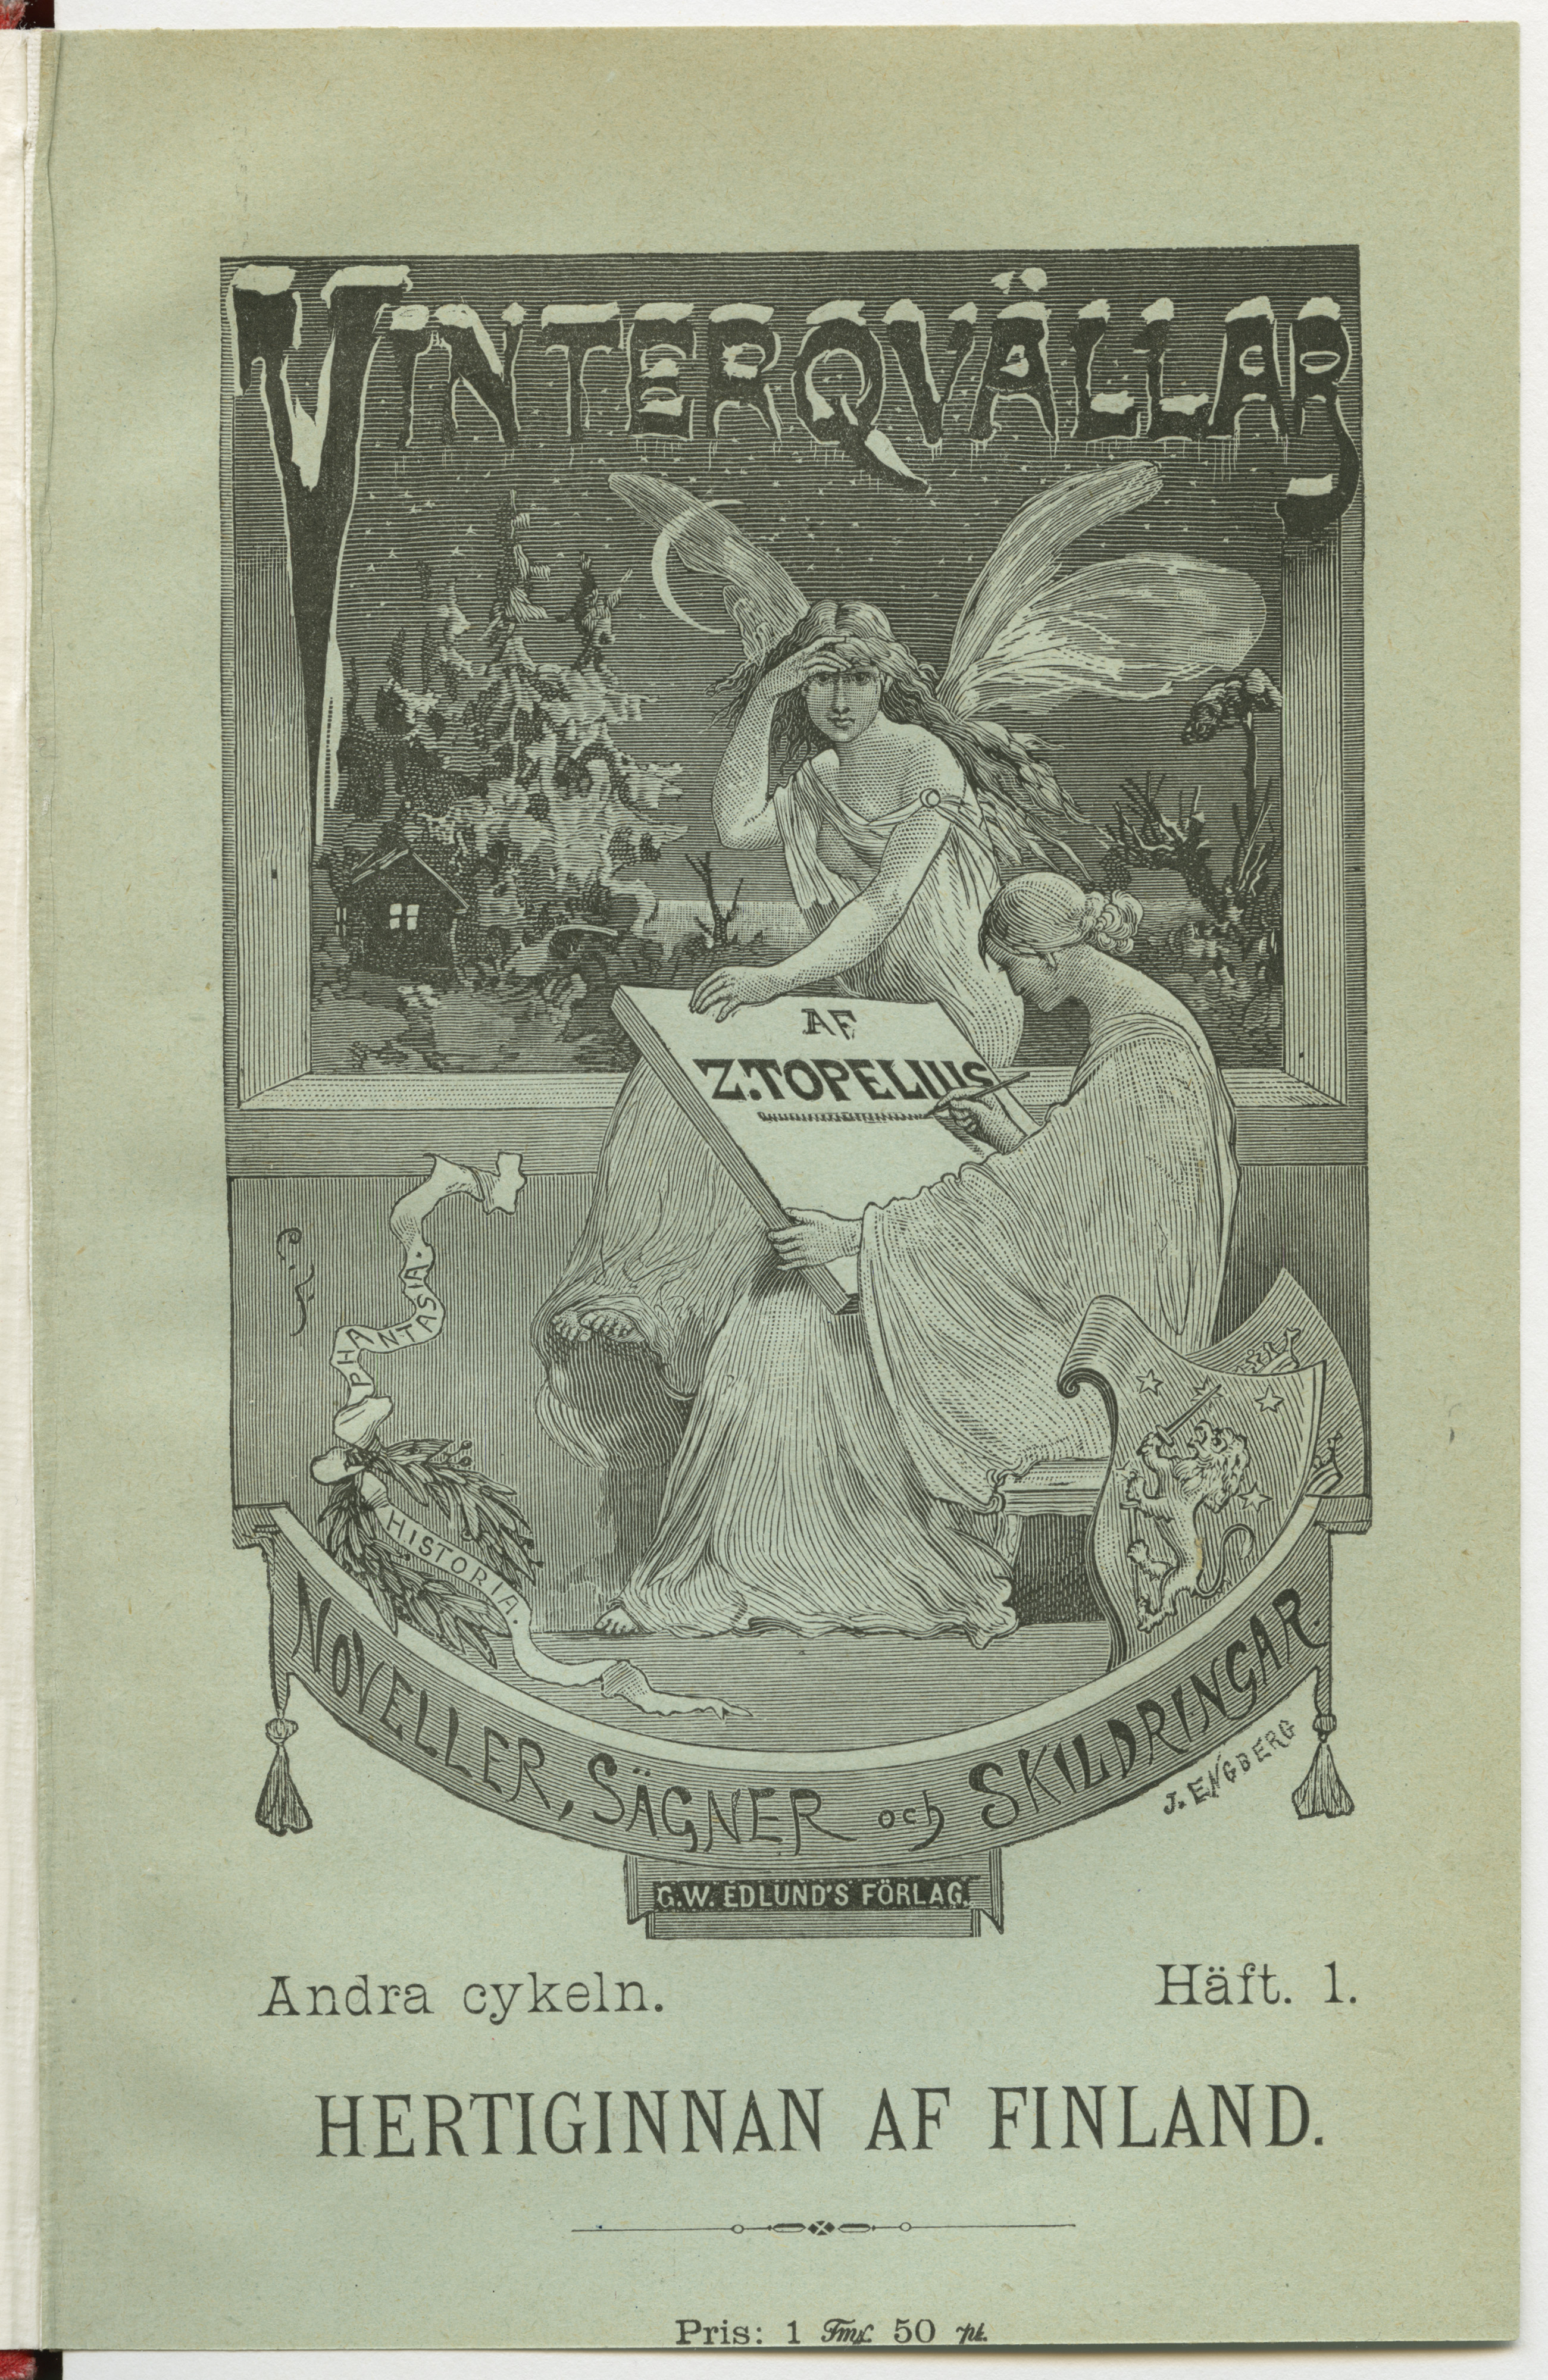 VINTERQVÄLLAR
AF
Z. TOPELIUS
PHANTASIA.
HISTORIA.
NOVELLER, SÄGNER och SKILDRINGAR.
J. ENGBERG
G.W. EDLUND'S FÖRLAG.
Andra cykeln.
Häft. 1.
HERTIGINNAN AF FINLAND.
Pris: 1 Fmk 50 pt.